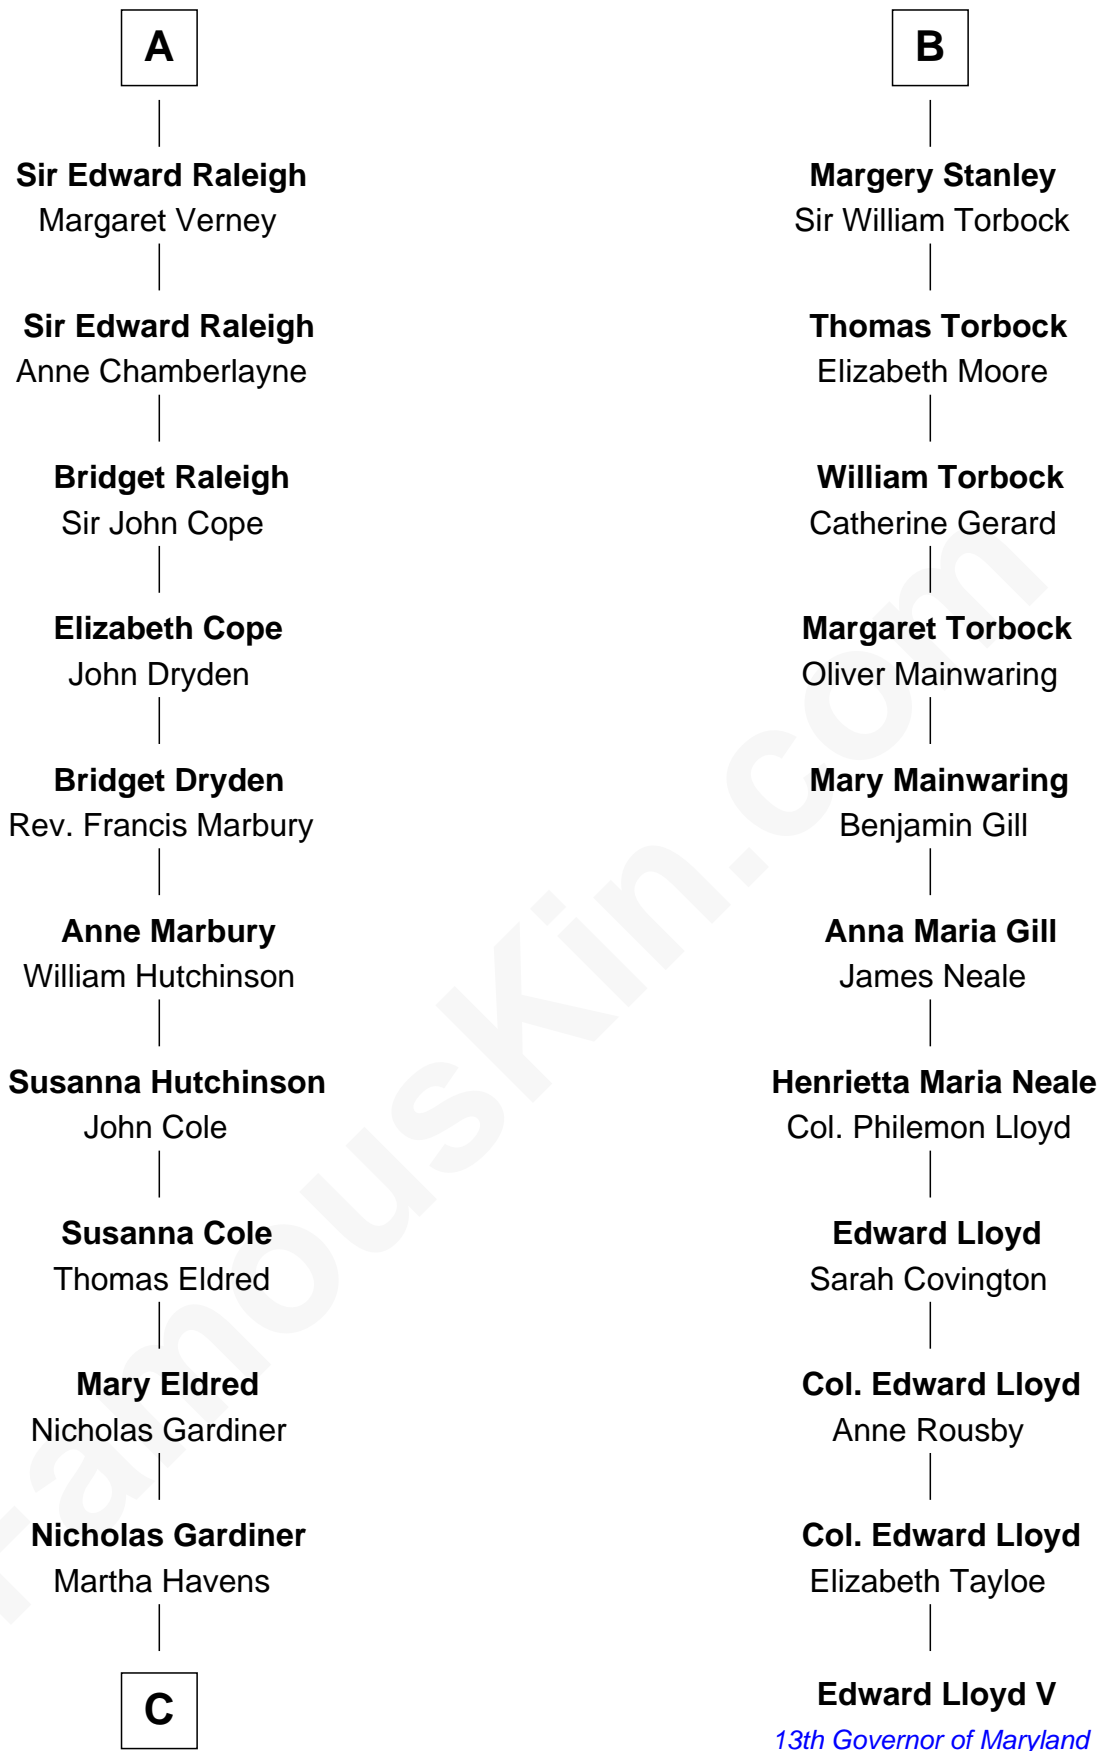 A
Sir Edward Raleigh
Margaret Verney
Sir Edward Raleigh
Anne Chamberlayne
Bridget Raleigh
Sir John Cope
Elizabeth Cope
John Dryden
Bridget Dryden
Rev. Francis Marbury
Anne Marbury
William Hutchinson
Susanna Hutchinson
John Cole
Susanna Cole
Thomas Eldred
Mary Eldred
Nicholas Gardiner
Nicholas Gardiner
Martha Havens
C
B
Margery Stanley
Sir William Torbock
Thomas Torbock
Elizabeth Moore
William Torbock
Catherine Gerard
Margaret Torbock
Oliver Mainwaring
Mary Mainwaring
Benjamin Gill
Anna Maria Gill
James Neale
Henrietta Maria Neale
Col. Philemon Lloyd
Edward Lloyd
Sarah Covington
Col. Edward Lloyd
Anne Rousby
Col. Edward Lloyd
Elizabeth Tayloe
Edward Lloyd V
13th Governor of Maryland
FamousKin.com